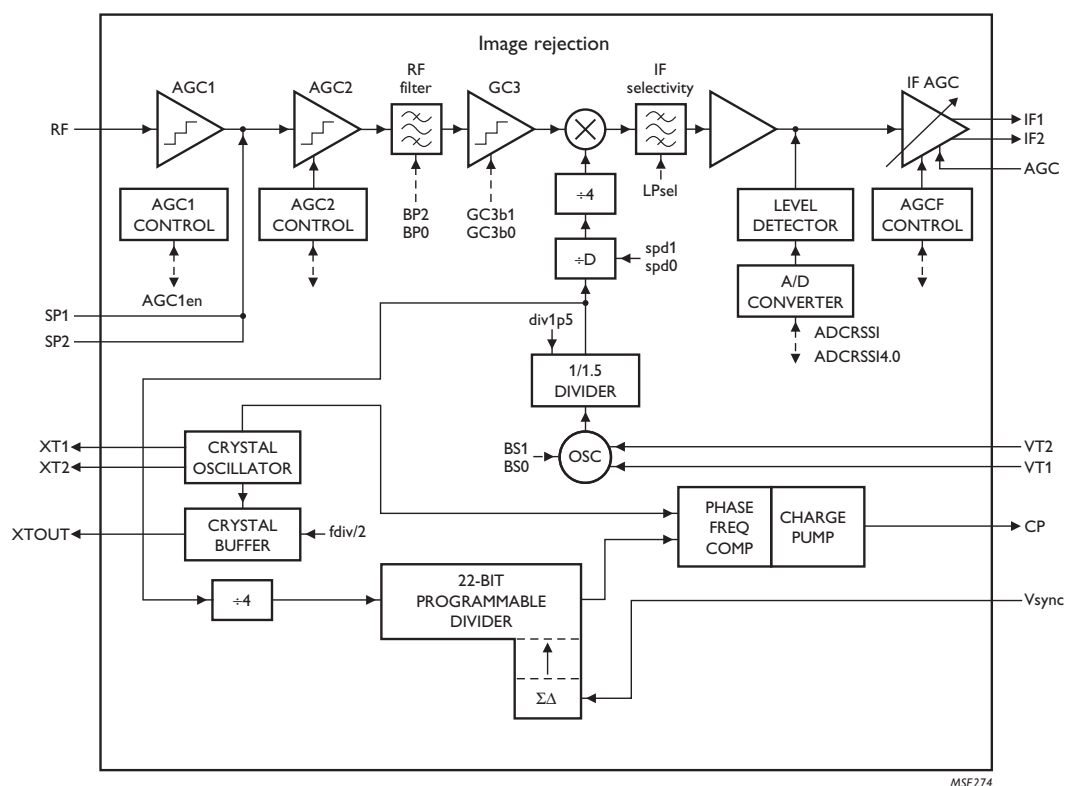 Image rejection
AGC1
AGC2
RF
filter
GC3
IF
selectivity
IF AGC
RF
IF1
IF2
AGC
AGC1
CONTROL
AGC2
CONTROL
BP2
BP0
GC3b1
GC3b0
÷4
LPsel
LEVEL
DETECTOR
AGCF
CONTROL
÷D
spd1
spd0
AGC1en
A/D
CONVERTER
SP1
SP2
div1p5
ADCRSSI
ADCRSSI4.0
1/1.5
DIVIDER
XT1
XT2
CRYSTAL
OSCILLATOR
BS1
BS0
OSC
VT2
VT1
XTOUT
CRYSTAL
BUFFER
fdiv/2
PHASE
FREQ
COMP
CHARGE
PUMP
CP
÷4
22-BIT
PROGRAMMABLE
DIVIDER
Vsync
ΣΔ
MSE274